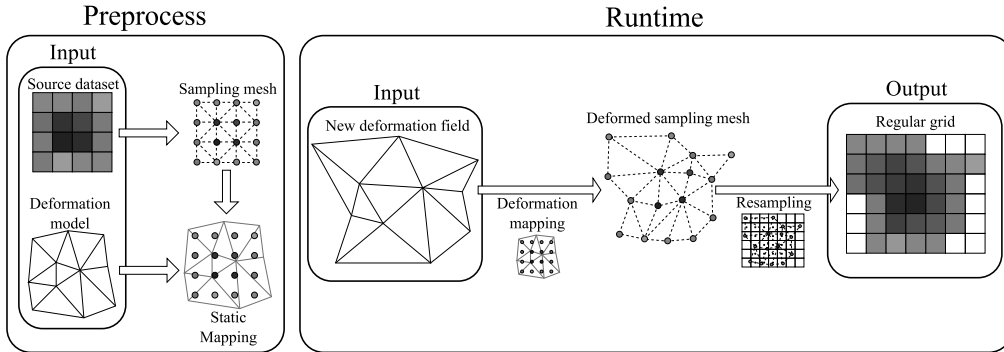 Preprocess
Input
Source dataset
Sampling mesh
Deformation
model
Static
Mapping
Runtime
Input
New deformation field
Deformation
mapping
Deformed sampling mesh
Resampling
Output
Regular grid